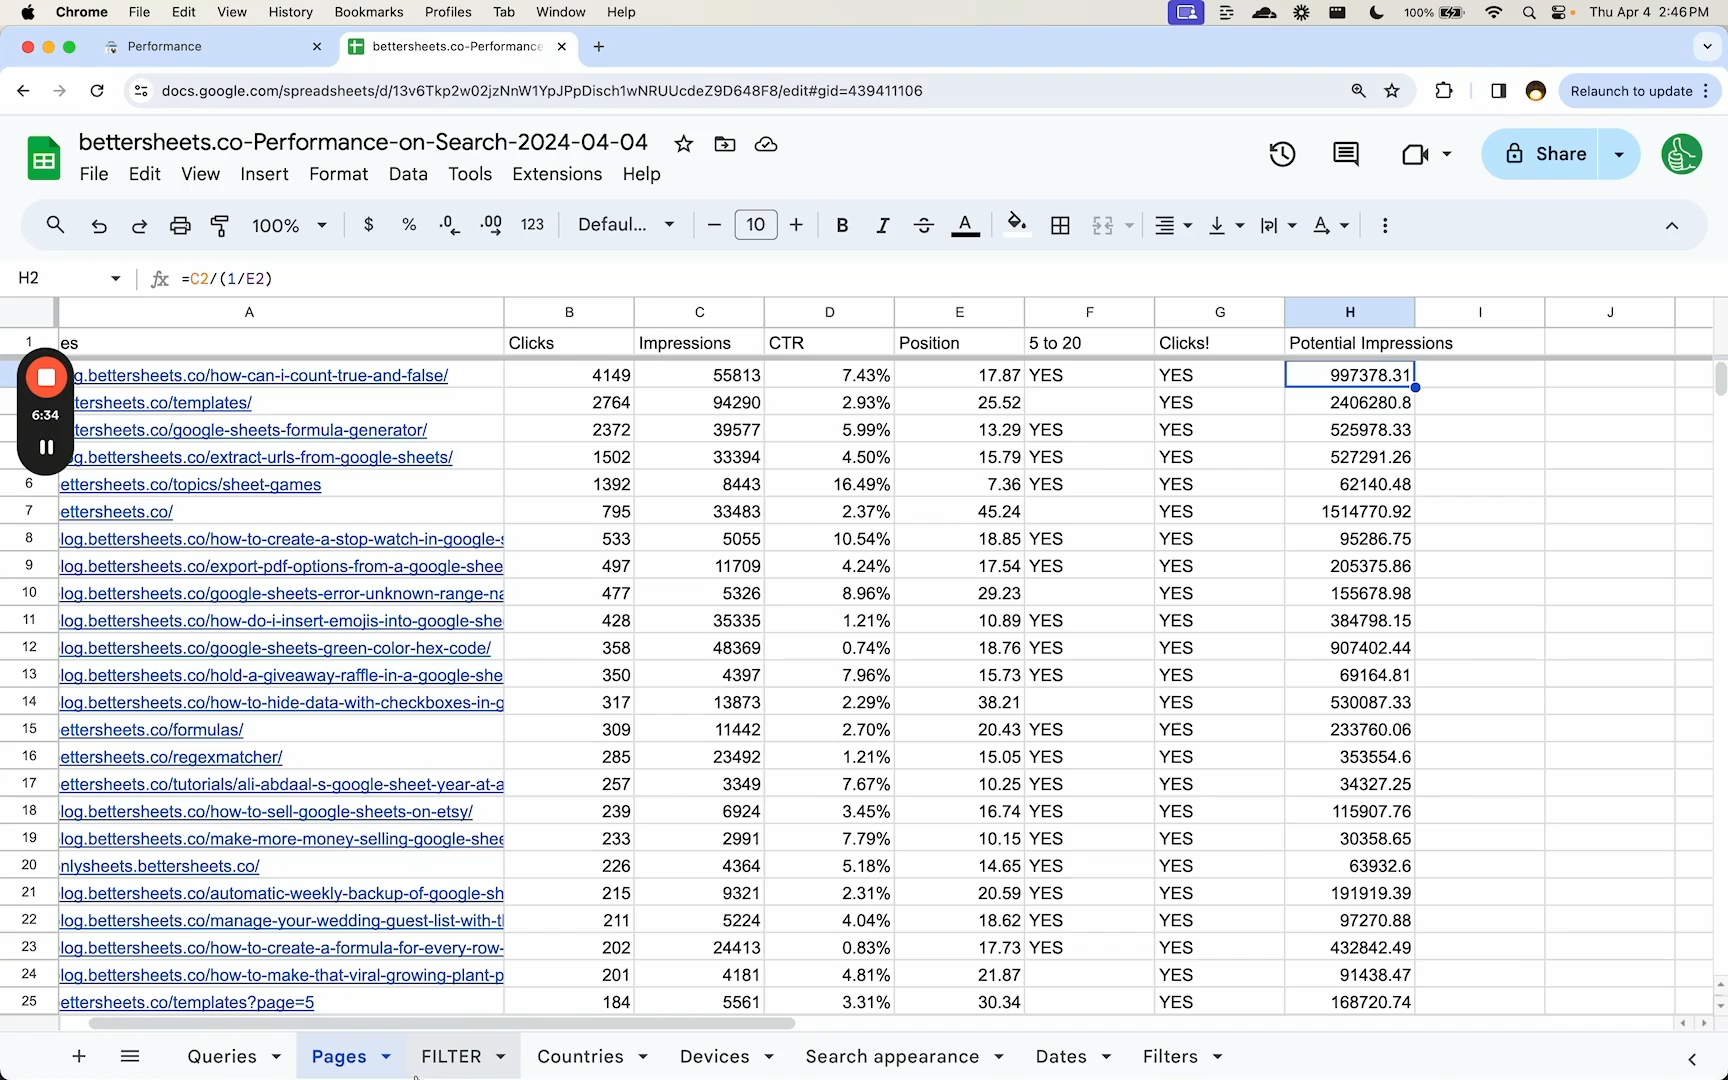 Chrome File Edit View History Bookmarks Profiles Tab Window Help 100% Thu Apr 4 2:46 PM
Performance bettersheets.co-Performance
docs.google.com/spreadsheets/d/13v6Tkp2w02jzNnW1YpJPpDisch1wNRUUcdeZ9D648F8/edit#gid=439411106 Relaunch to update
bettersheets.co-Performance-on-Search-2024-04-04 Share
File Edit View Insert Format Data Tools Extensions Help
100% $ % .0 .00 123 Defaul... 10 B I A
H2 fx =C2/(1/E2)
A B C D E F G H I J
1 es Clicks Impressions CTR Position 5 to 20 Clicks! Potential Impressions
g.bettersheets.co/how-can-i-count-true-and-false/ 4149 55813 7.43% 17.87 YES YES 997378.31
tersheets.co/templates/ 2764 94290 2.93% 25.52 YES 2406280.8
tersheets.co/google-sheets-formula-generator/ 2372 39577 5.99% 13.29 YES YES 525978.33
6:34
g.bettersheets.co/extract-urls-from-google-sheets/ 1502 33394 4.50% 15.79 YES YES 527291.26
6 ettersheets.co/topics/sheet-games 1392 8443 16.49% 7.36 YES YES 62140.48
7 ettersheets.co/ 795 33483 2.37% 45.24 YES 1514770.92
8 log.bettersheets.co/how-to-create-a-stop-watch-in-google-s 533 5055 10.54% 18.85 YES YES 95286.75
9 log.bettersheets.co/export-pdf-options-from-a-google-shee 497 11709 4.24% 17.54 YES YES 205375.86
10 log.bettersheets.co/google-sheets-error-unknown-range-na 477 5326 8.96% 29.23 YES 155678.98
11 log.bettersheets.co/how-do-i-insert-emojis-into-google-she 428 35335 1.21% 10.89 YES YES 384798.15
12 log.bettersheets.co/google-sheets-green-color-hex-code/ 358 48369 0.74% 18.76 YES YES 907402.44
13 log.bettersheets.co/hold-a-giveaway-raffle-in-a-google-she 350 4397 7.96% 15.73 YES YES 69164.81
14 log.bettersheets.co/how-to-hide-data-with-checkboxes-in-g 317 13873 2.29% 38.21 YES 530087.33
15 ettersheets.co/formulas/ 309 11442 2.70% 20.43 YES YES 233760.06
16 ettersheets.co/regexmatcher/ 285 23492 1.21% 15.05 YES YES 353554.6
17 ettersheets.co/tutorials/ali-abdaal-s-google-sheet-year-at-a 257 3349 7.67% 10.25 YES YES 34327.25
18 log.bettersheets.co/how-to-sell-google-sheets-on-etsy/ 239 6924 3.45% 16.74 YES YES 115907.76
19 log.bettersheets.co/make-more-money-selling-google-shee 233 2991 7.79% 10.15 YES YES 30358.65
20 nlysheets.bettersheets.co/ 226 4364 5.18% 14.65 YES YES 63932.6
21 log.bettersheets.co/automatic-weekly-backup-of-google-sh 215 9321 2.31% 20.59 YES YES 191919.39
22 log.bettersheets.co/manage-your-wedding-guest-list-with-t 211 5224 4.04% 18.62 YES YES 97270.88
23 log.bettersheets.co/how-to-create-a-formula-for-every-row- 202 24413 0.83% 17.73 YES YES 432842.49
24 log.bettersheets.co/how-to-make-that-viral-growing-plant-p 201 4181 4.81% 21.87 YES 91438.47
25 ettersheets.co/templates?page=5 184 5561 3.31% 30.34 YES 168720.74
Queries Pages FILTER Countries Devices Search appearance Dates Filters